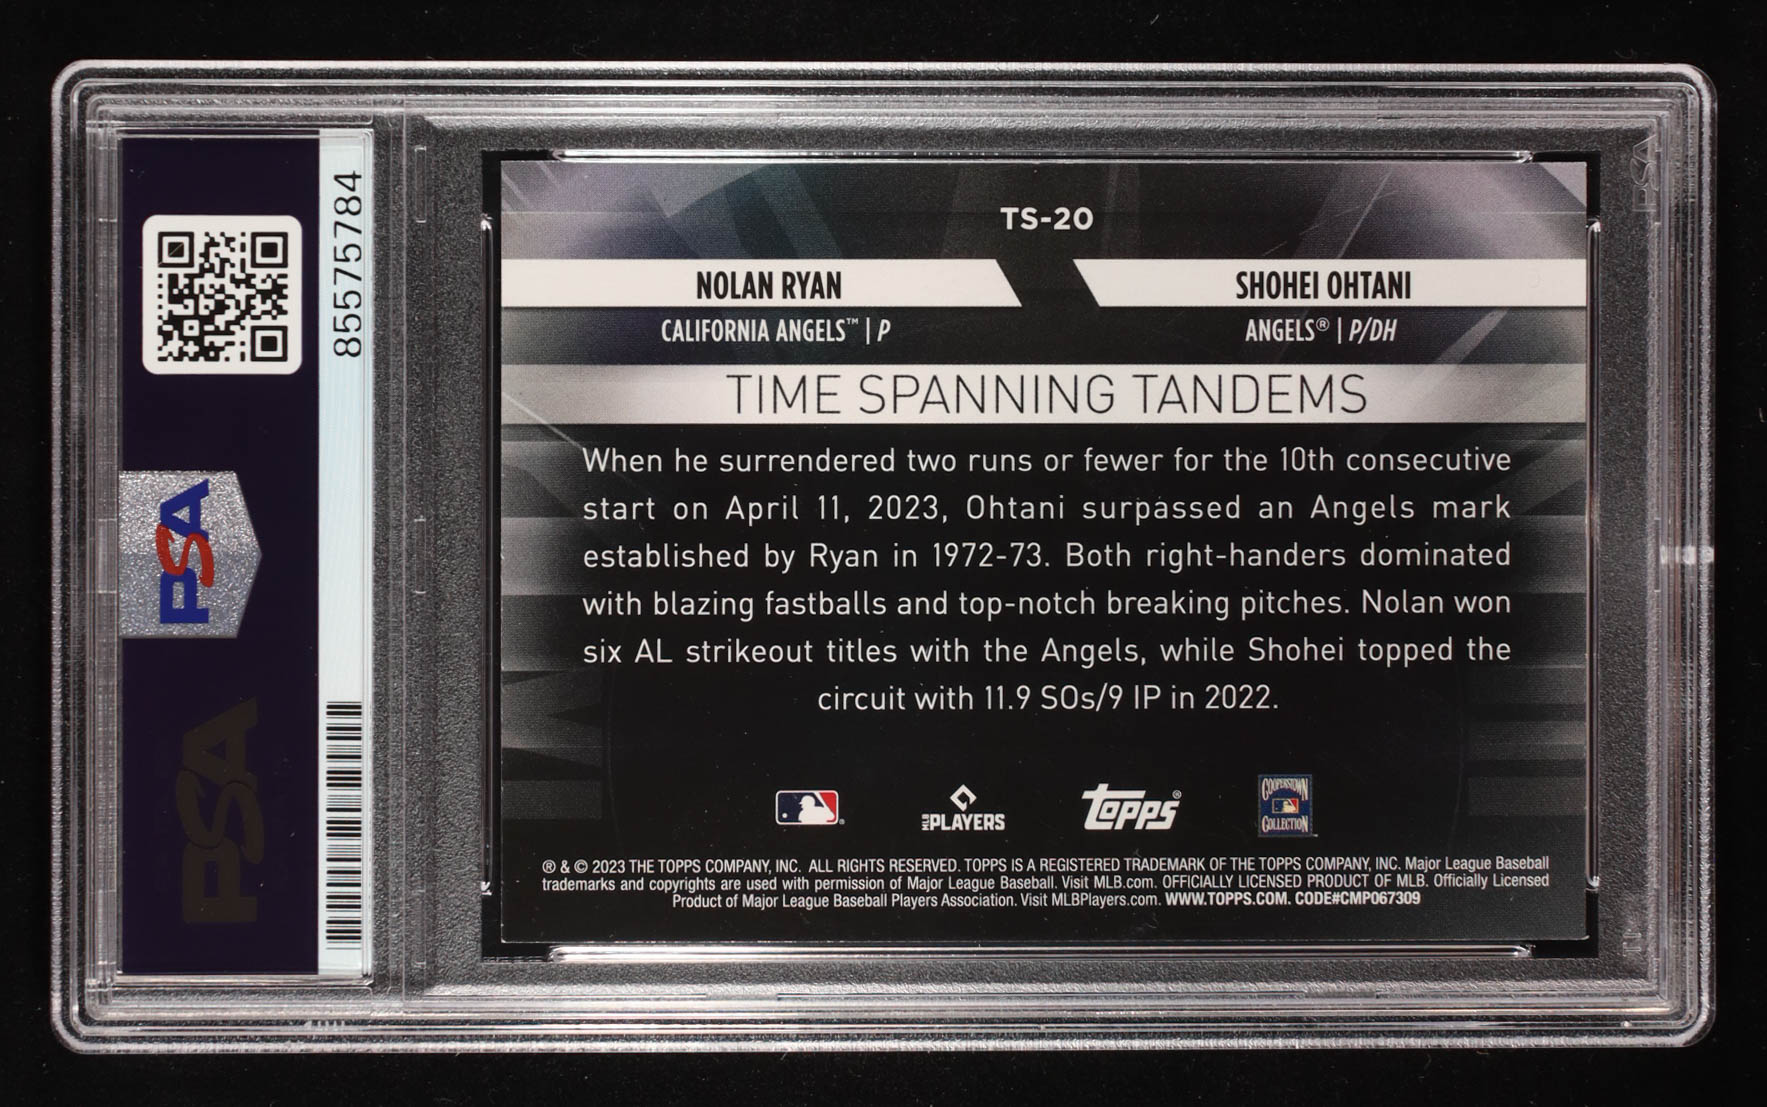 85575784
PSA
PSA
PSA
TS-20
NOLAN RYAN
SHOHEI OHTANI
CALIFORNIA ANGELS™ | P
ANGELS® | P/DH
TIME SPANNING TANDEMS
When he surrendered two runs or fewer for the 10th consecutive
start on April 11, 2023, Ohtani surpassed an Angels mark
established by Ryan in 1972-73. Both right-handers dominated
with blazing fastballs and top-notch breaking pitches. Nolan won
six AL strikeout titles with the Angels, while Shohei topped the
circuit with 11.9 SOs/9 IP in 2022.
MLB PLAYERS
TOPPS®
COOPERSTOWN
COLLECTION
® & © 2023 THE TOPPS COMPANY, INC. ALL RIGHTS RESERVED. TOPPS IS A REGISTERED TRADEMARK OF THE TOPPS COMPANY, INC. Major League Baseball
trademarks and copyrights are used with permission of Major League Baseball. Visit MLB.com. OFFICIALLY LICENSED PRODUCT OF MLB. Officially Licensed
Product of Major League Baseball Players Association. Visit MLBPlayers.com. WWW.TOPPS.COM. CODE#CMP067309